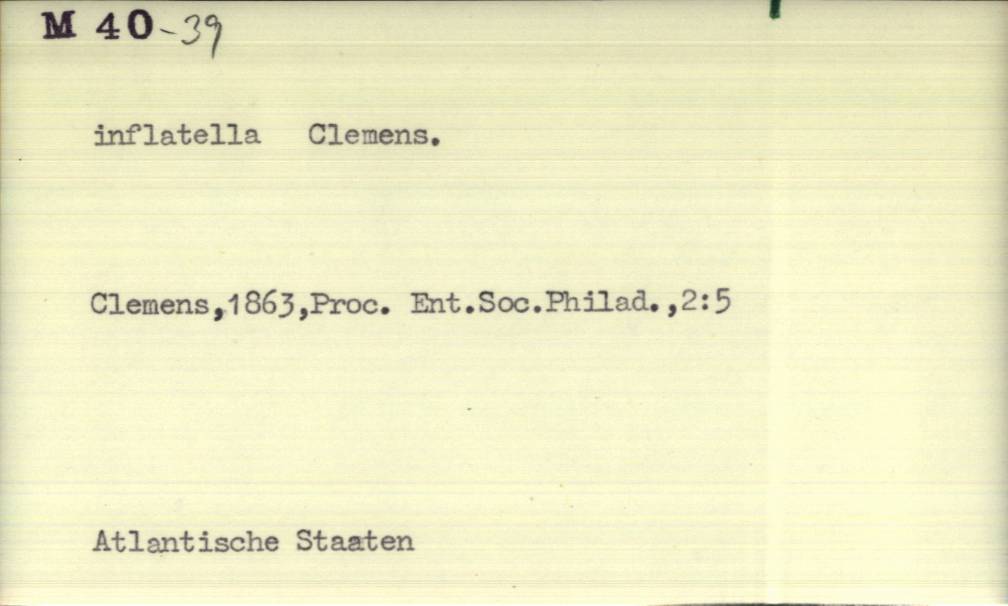 M 40-39
inflatella Clemens.
Clemens,1863,Proc. Ent.Soc.Philad.,2:5
Atlantische Staaten